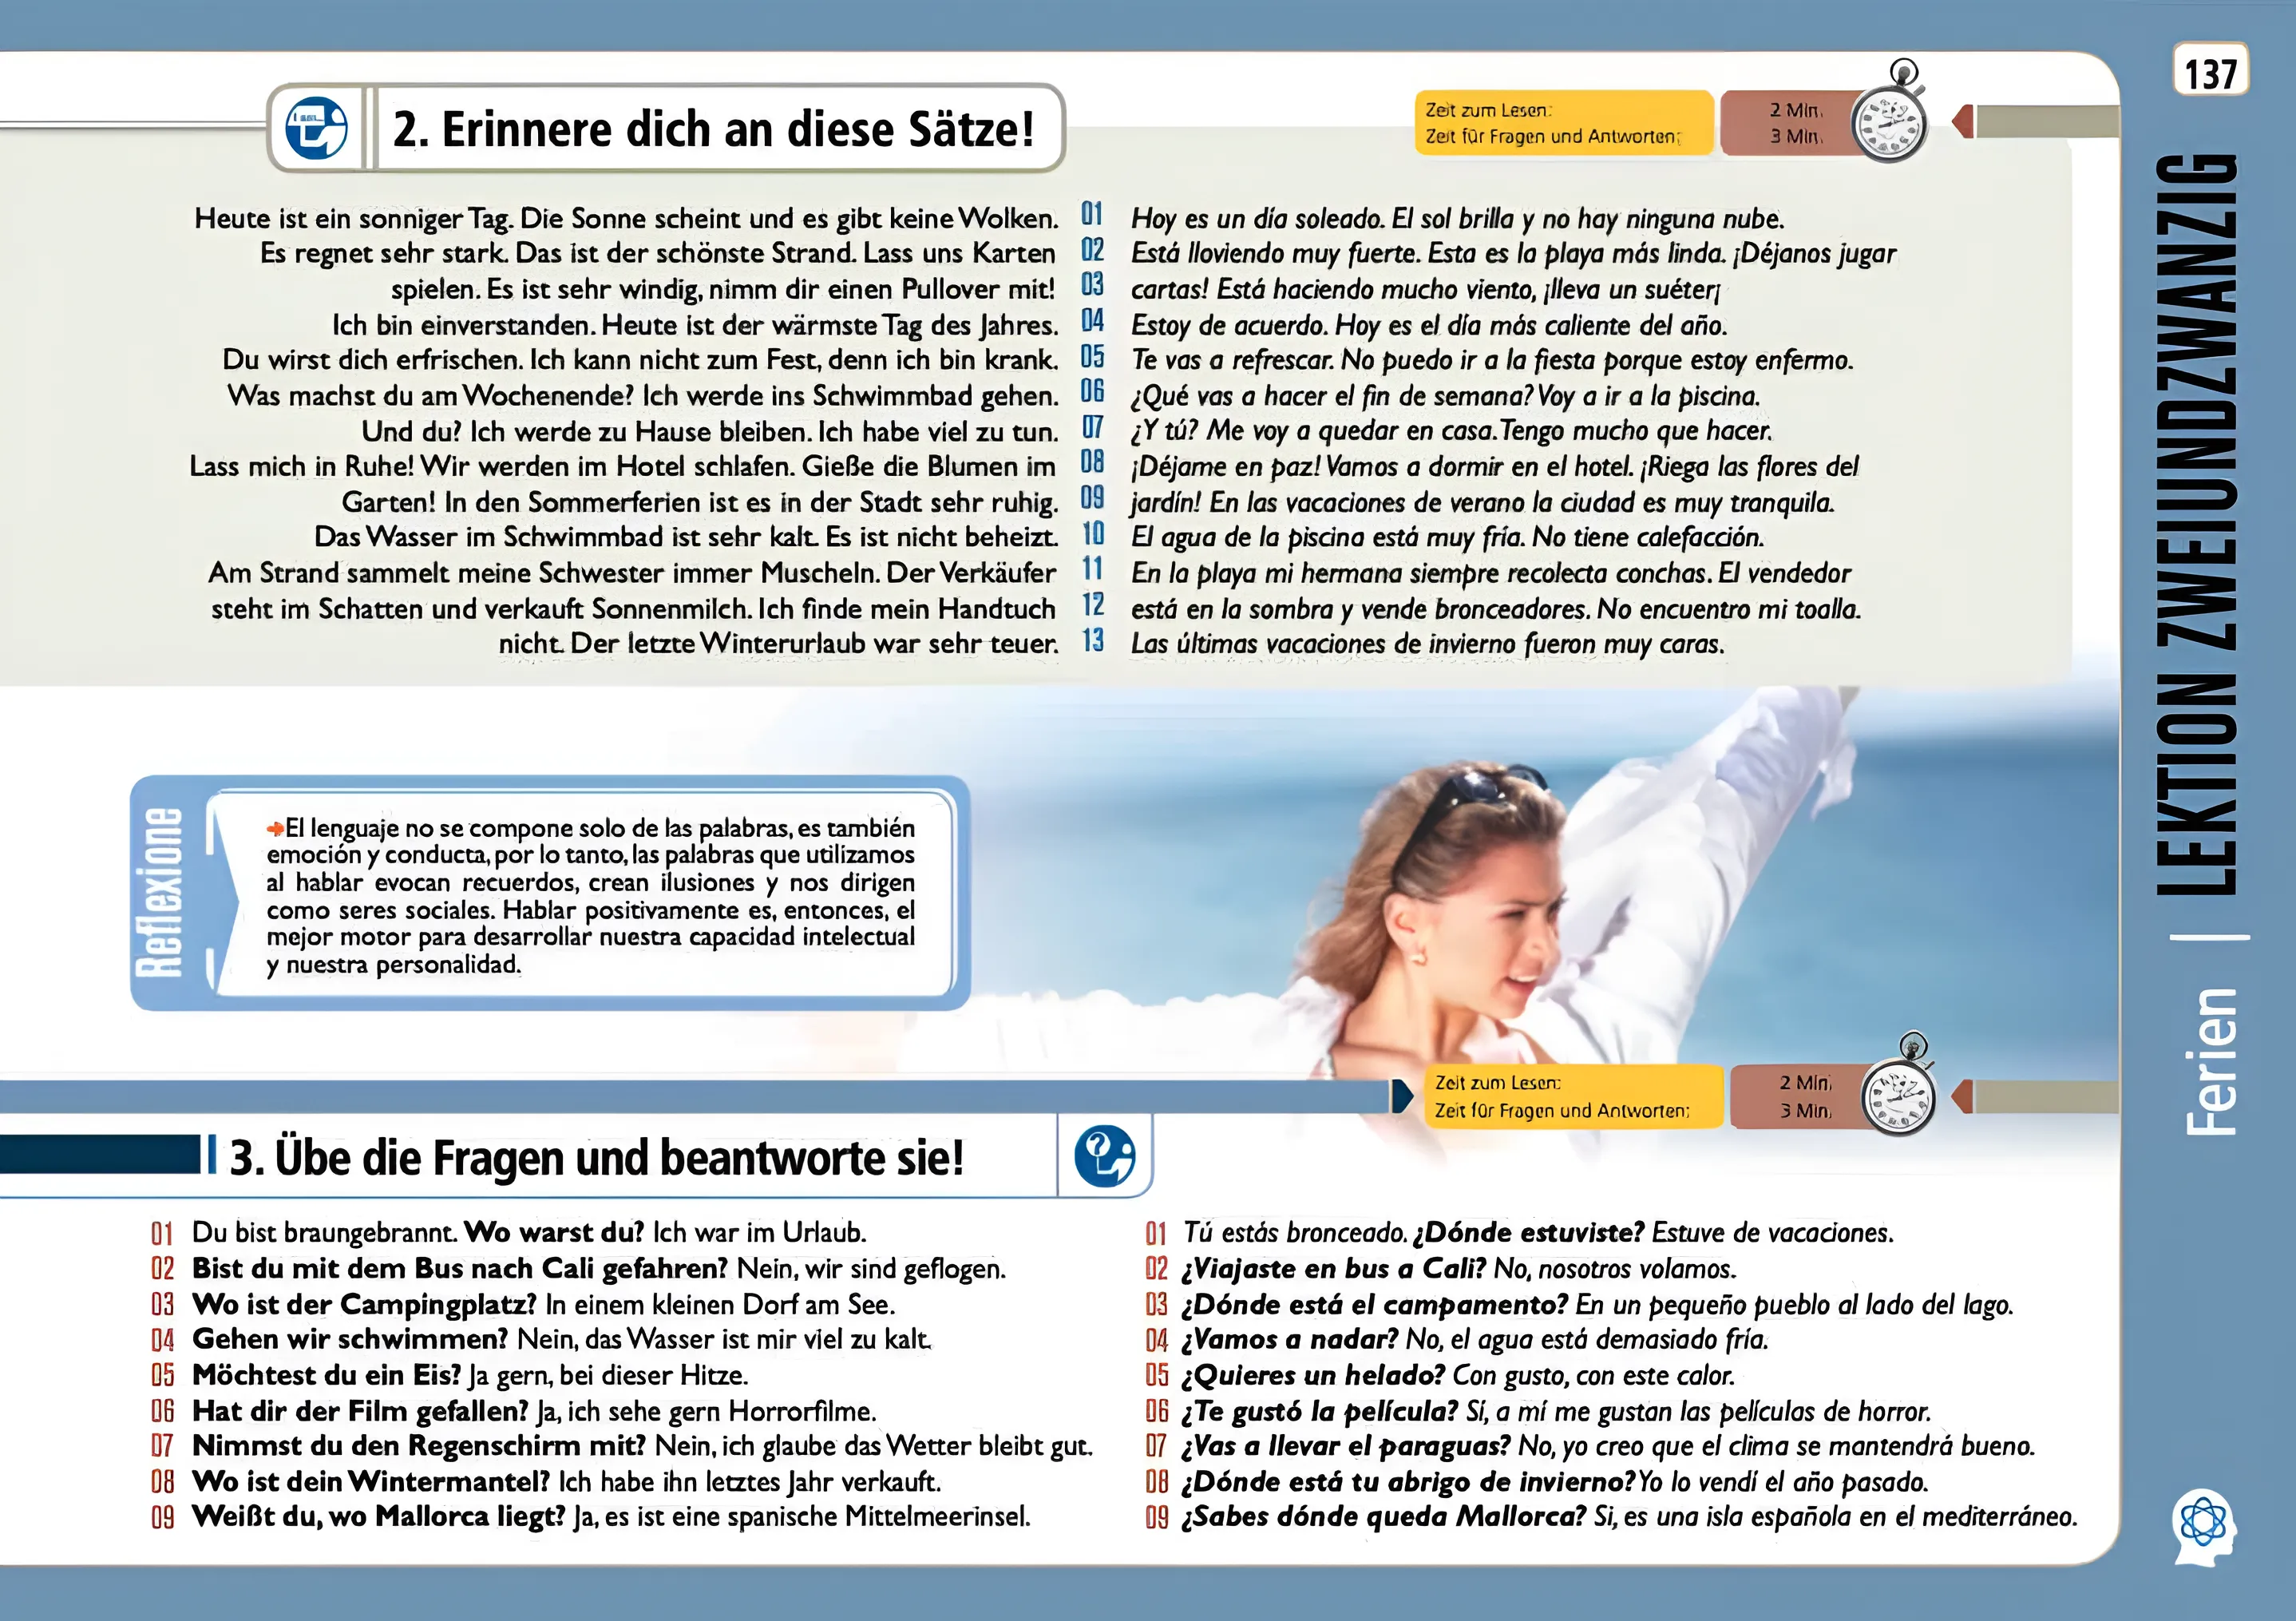 137
2. Erinnere dich an diese Sätze!
Zeit zum Lesen: 2 Min.
Zeit für Fragen und Antworten: 3 Min.
Heute ist ein sonniger Tag. Die Sonne scheint und es gibt keine Wolken. 01 Hoy es un día soleado. El sol brilla y no hay ninguna nube.
Es regnet sehr stark. Das ist der schönste Strand. Lass uns Karten 02 Está lloviendo muy fuerte. Esta es la playa más linda. ¡Déjanos jugar
spielen. Es ist sehr windig, nimm dir einen Pullover mit! 03 cartas! Está haciendo mucho viento, ¡lleva un suéter¡
Ich bin einverstanden. Heute ist der wärmste Tag des Jahres. 04 Estoy de acuerdo. Hoy es el día más caliente del año.
Du wirst dich erfrischen. Ich kann nicht zum Fest, denn ich bin krank. 05 Te vas a refrescar. No puedo ir a la fiesta porque estoy enfermo.
Was machst du am Wochenende? Ich werde ins Schwimmbad gehen. 06 ¿Qué vas a hacer el fin de semana? Voy a ir a la piscina.
Und du? Ich werde zu Hause bleiben. Ich habe viel zu tun. 07 ¿Y tú? Me voy a quedar en casa. Tengo mucho que hacer.
Lass mich in Ruhe! Wir werden im Hotel schlafen. Gieße die Blumen im 08 ¡Déjame en paz! Vamos a dormir en el hotel. ¡Riega las flores del
Garten! In den Sommerferien ist es in der Stadt sehr ruhig. 09 jardín! En las vacaciones de verano la ciudad es muy tranquila.
Das Wasser im Schwimmbad ist sehr kalt. Es ist nicht beheizt. 10 El agua de la piscina está muy fría. No tiene calefacción.
Am Strand sammelt meine Schwester immer Muscheln. Der Verkäufer 11 En la playa mi hermana siempre recolecta conchas. El vendedor
steht im Schatten und verkauft Sonnenmilch. Ich finde mein Handtuch 12 está en la sombra y vende bronceadores. No encuentro mi toalla.
nicht. Der letzte Winterurlaub war sehr teuer. 13 Las últimas vacaciones de invierno fueron muy caras.
Reflexione
El lenguaje no se compone solo de las palabras, es también
emoción y conducta, por lo tanto, las palabras que utilizamos
al hablar evocan recuerdos, crean ilusiones y nos dirigen
como seres sociales. Hablar positivamente es, entonces, el
mejor motor para desarrollar nuestra capacidad intelectual
y nuestra personalidad.
Zeit zum Lesen: 2 Min.
Zeit für Fragen und Antworten: 3 Min.
3. Übe die Fragen und beantworte sie!
01 Du bist braungebrannt. Wo warst du? Ich war im Urlaub.
02 Bist du mit dem Bus nach Cali gefahren? Nein, wir sind geflogen.
03 Wo ist der Campingplatz? In einem kleinen Dorf am See.
04 Gehen wir schwimmen? Nein, das Wasser ist mir viel zu kalt.
05 Möchtest du ein Eis? Ja gern, bei dieser Hitze.
06 Hat dir der Film gefallen? Ja, ich sehe gern Horrorfilme.
07 Nimmst du den Regenschirm mit? Nein, ich glaube das Wetter bleibt gut.
08 Wo ist dein Wintermantel? Ich habe ihn letztes Jahr verkauft.
09 Weißt du, wo Mallorca liegt? Ja, es ist eine spanische Mittelmeerinsel.
01 Tú estás bronceado. ¿Dónde estuviste? Estuve de vacaciones.
02 ¿Viajaste en bus a Cali? No, nosotros volamos.
03 ¿Dónde está el campamento? En un pequeño pueblo al lado del lago.
04 ¿Vamos a nadar? No, el agua está demasiado fría.
05 ¿Quieres un helado? Con gusto, con este calor.
06 ¿Te gustó la película? Sí, a mí me gustan las películas de horror.
07 ¿Vas a llevar el paraguas? No, yo creo que el clima se mantendrá bueno.
08 ¿Dónde está tu abrigo de invierno? Yo lo vendí el año pasado.
09 ¿Sabes dónde queda Mallorca? Si, es una isla española en el mediterráneo.
Ferien | LEKTION ZWEIUNDZWANZIG